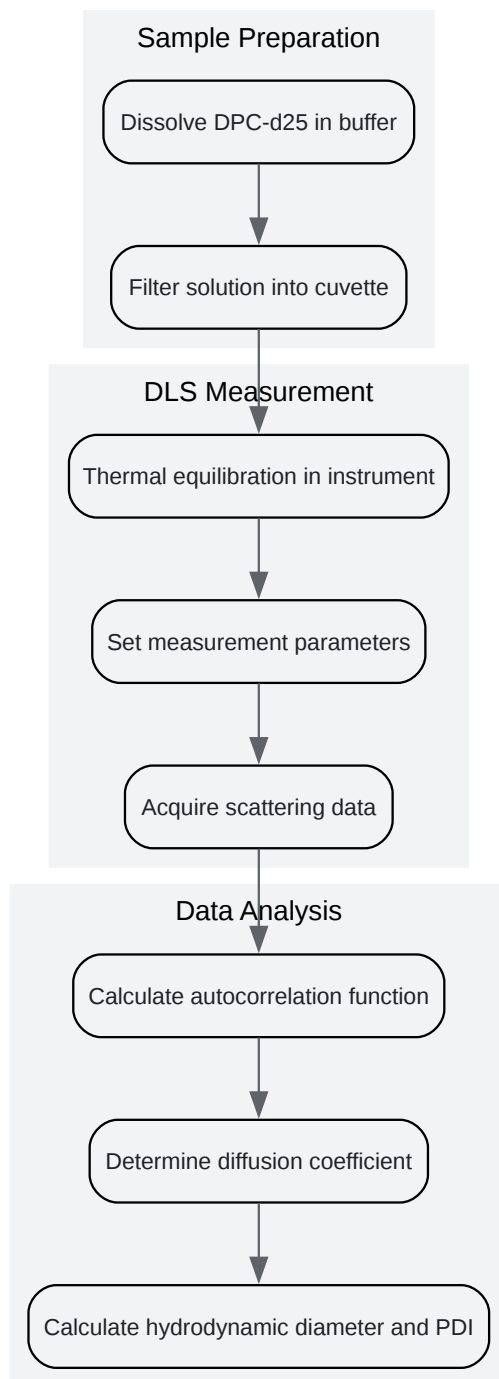 Sample Preparation
Dissolve DPC-d25 in buffer
Filter solution into cuvette
DLS Measurement
Thermal equilibration in instrument
Set measurement parameters
Acquire scattering data
Data Analysis
Calculate autocorrelation function
Determine diffusion coefficient
Calculate hydrodynamic diameter and PDI